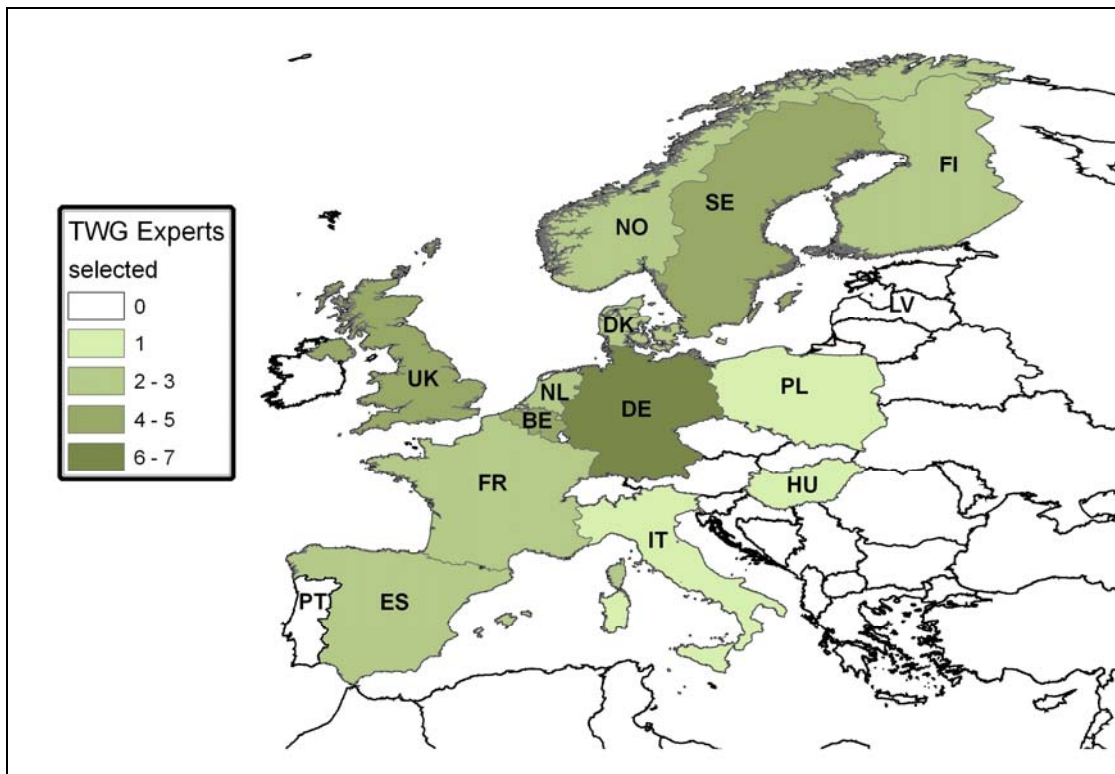 TWG Experts
selected
0
1
2 - 3
4 - 5
6 - 7
FI
SE
NO
LV
DK
UK
NL
PL
DE
BE
FR
HU
IT
PT
ES